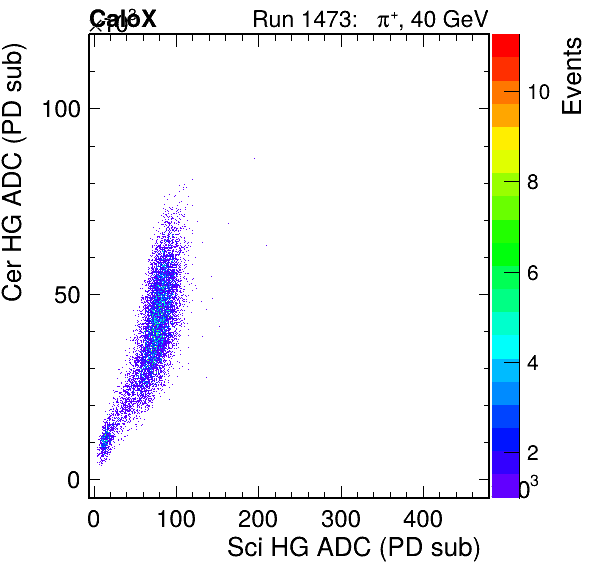 CaloX Run 1473: π+, 40 GeV
×10³
Cer HG ADC (PD sub)
100
50
0
0 100 200 300 400
×10³
Sci HG ADC (PD sub)
Events
10
8
6
4
2